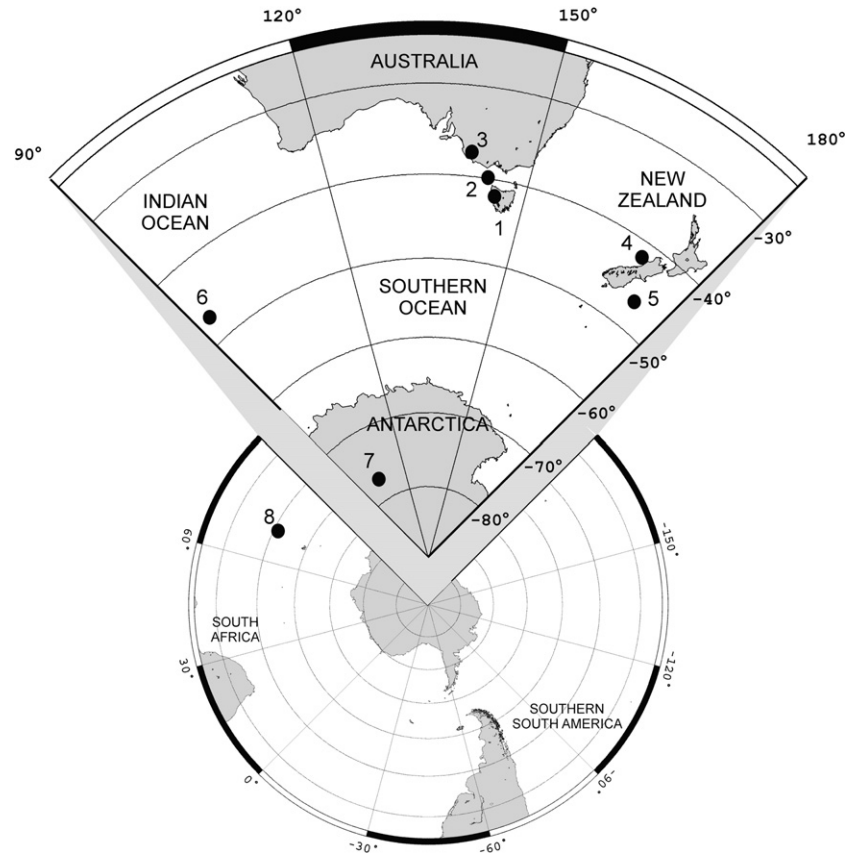 120°
150°
AUSTRALIA
90°
180°
3
INDIAN
OCEAN
2
NEW
ZEALAND
1
-30°
4
SOUTHERN
OCEAN
-40°
6
5
-50°
-60°
ANTARCTICA
7
-70°
8
-80°
60°
-150°
SOUTH
AFRICA
30°
-120°
SOUTHERN
SOUTH AMERICA
0°
-90°
-30°
-60°